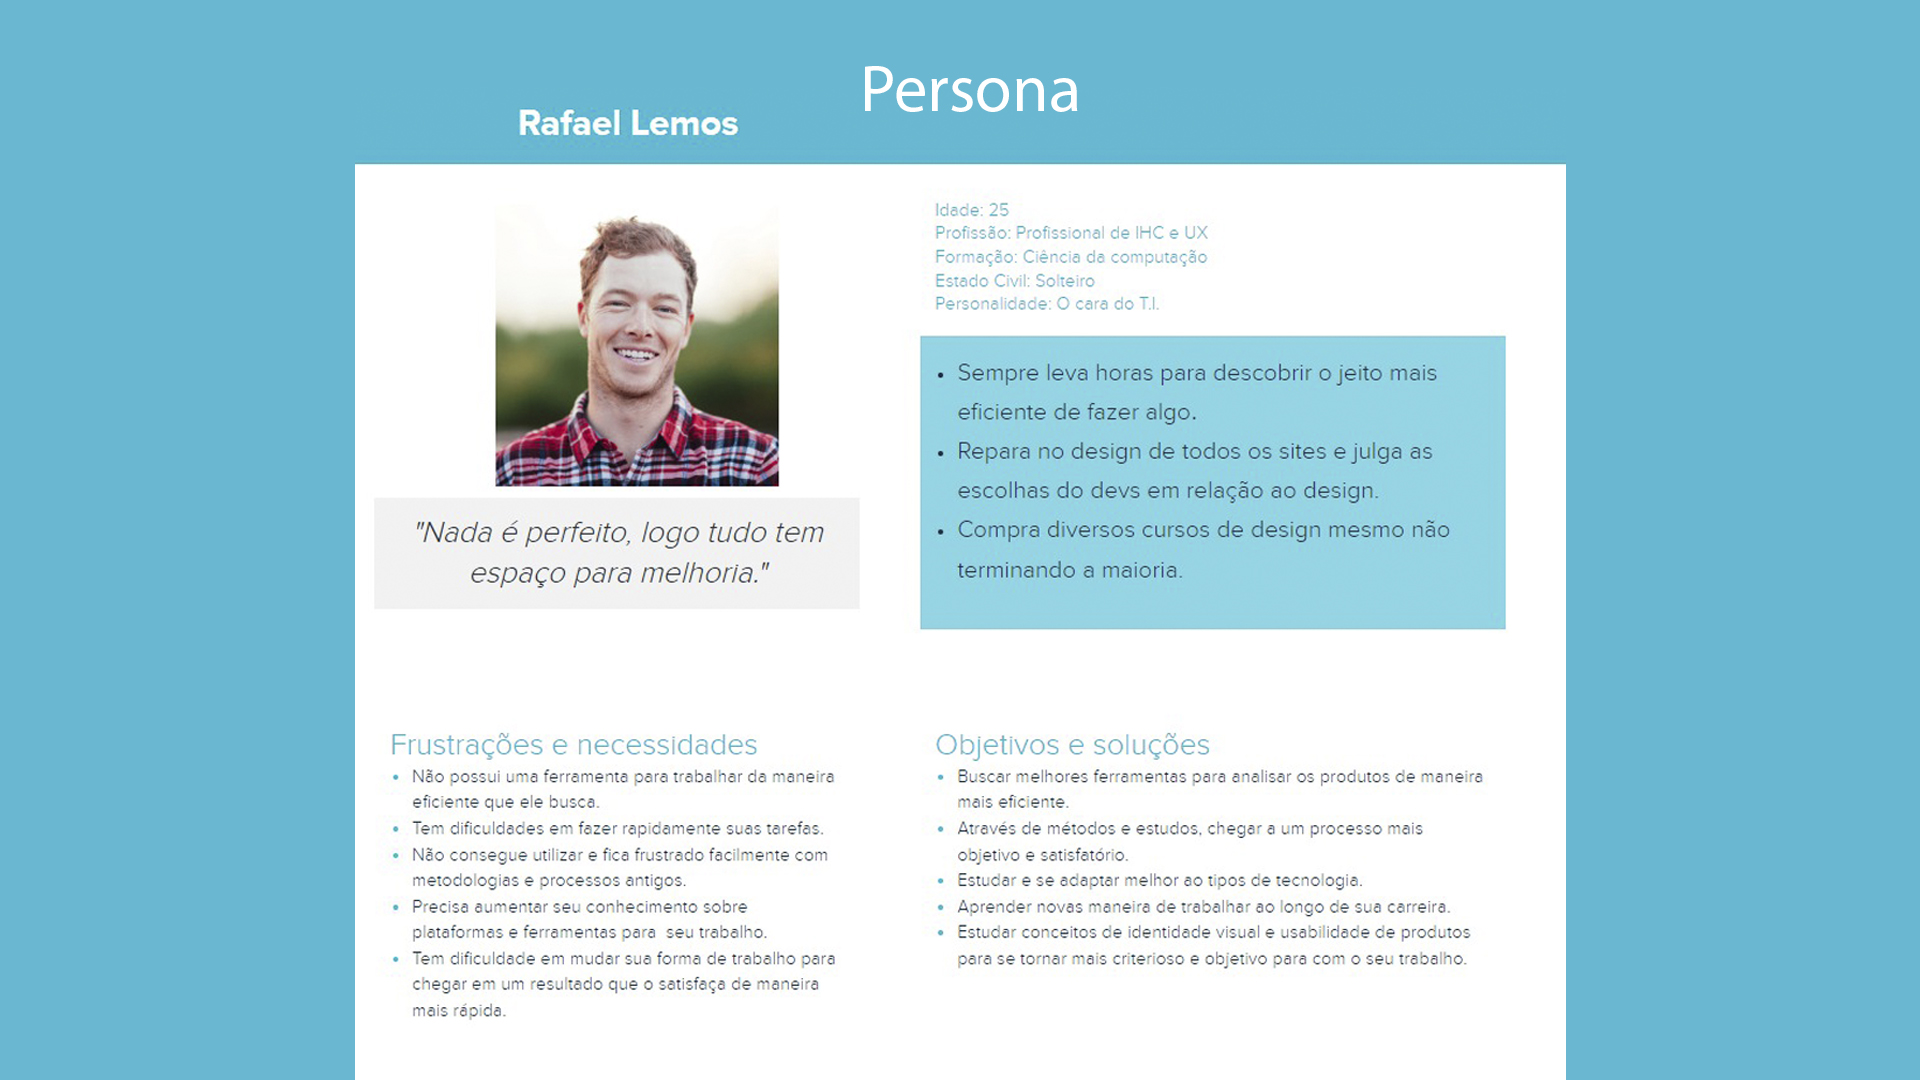 Persona
Rafael Lemos
Idade: 25
Profissão: Profissional de IHC e UX
Formação: Ciência da computação
Estado Civil: Solteiro
Personalidade: O cara do T.I.
"Nada é perfeito, logo tudo tem
espaço para melhoria."
• Sempre leva horas para descobrir o jeito mais
eficiente de fazer algo.
• Repara no design de todos os sites e julga as
escolhas do devs em relação ao design.
• Compra diversos cursos de design mesmo não
terminando a maioria.
Frustrações e necessidades
• Não possui uma ferramenta para trabalhar da maneira
eficiente que ele busca.
• Tem dificuldades em fazer rapidamente suas tarefas.
• Não consegue utilizar e fica frustrado facilmente com
metodologias e processos antigos.
• Precisa aumentar seu conhecimento sobre
plataformas e ferramentas para seu trabalho.
• Tem dificuldade em mudar sua forma de trabalho para
chegar em um resultado que o satisfaça de maneira
mais rápida.
Objetivos e soluções
• Buscar melhores ferramentas para analisar os produtos de maneira
mais eficiente.
• Através de métodos e estudos, chegar a um processo mais
objetivo e satisfatório.
• Estudar e se adaptar melhor ao tipos de tecnologia.
• Aprender novas maneira de trabalhar ao longo de sua carreira.
• Estudar conceitos de identidade visual e usabilidade de produtos
para se tornar mais criterioso e objetivo para com o seu trabalho.